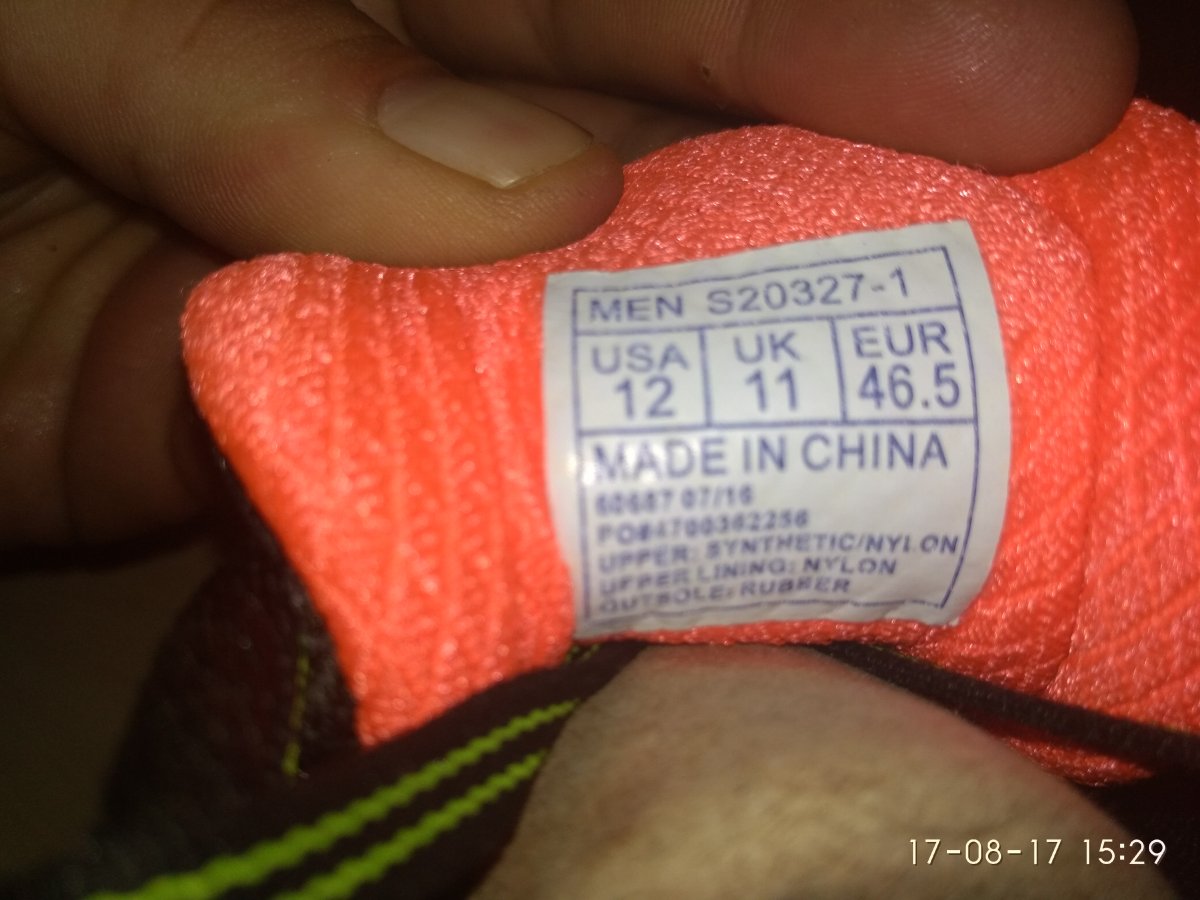 MEN S20327-1
USA UK EUR
12 11 46.5
MADE IN CHINA
60687 07/16
PO#4700362256
UPPER: SYNTHETIC/NYLON
UPPER LINING: NYLON
OUTSOLE: RUBBER
17-08-17 15:29